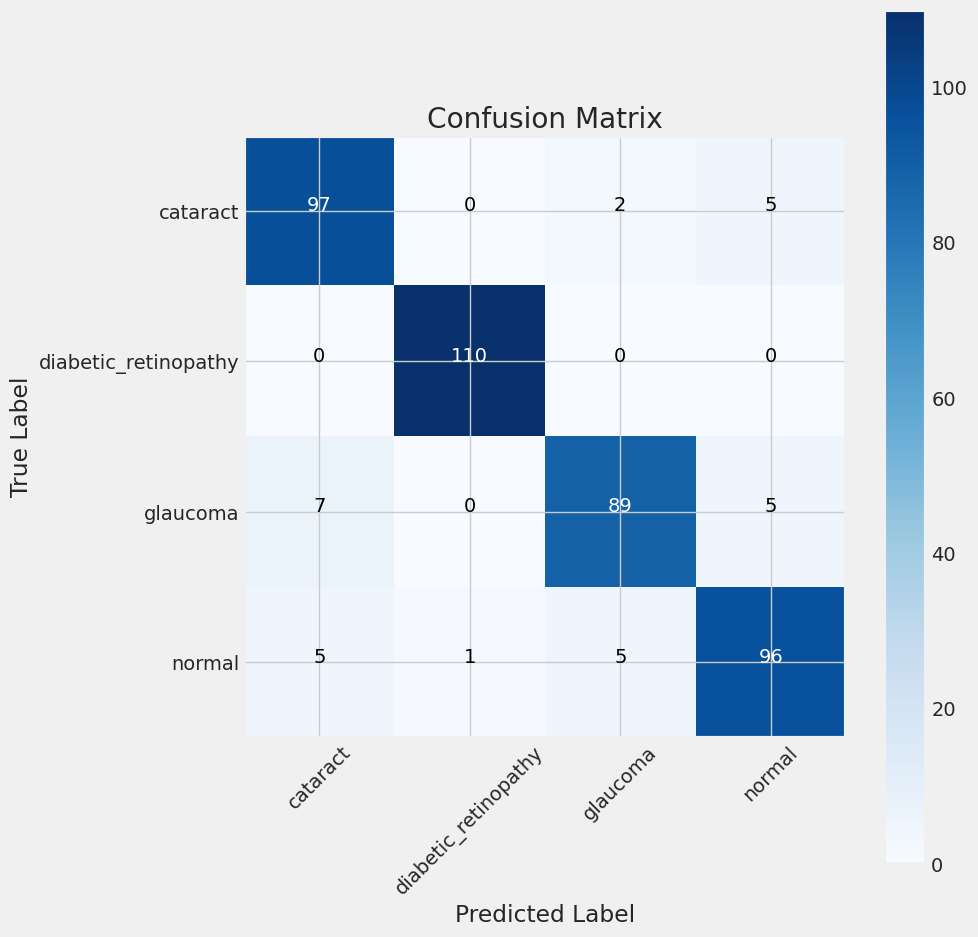 Confusion Matrix
True Label
cataract 97 0 2 5
diabetic_retinopathy 0 110 0 0
glaucoma 7 0 89 5
normal 5 1 5 96
cataract diabetic_retinopathy glaucoma normal
Predicted Label
100
80
60
40
20
0